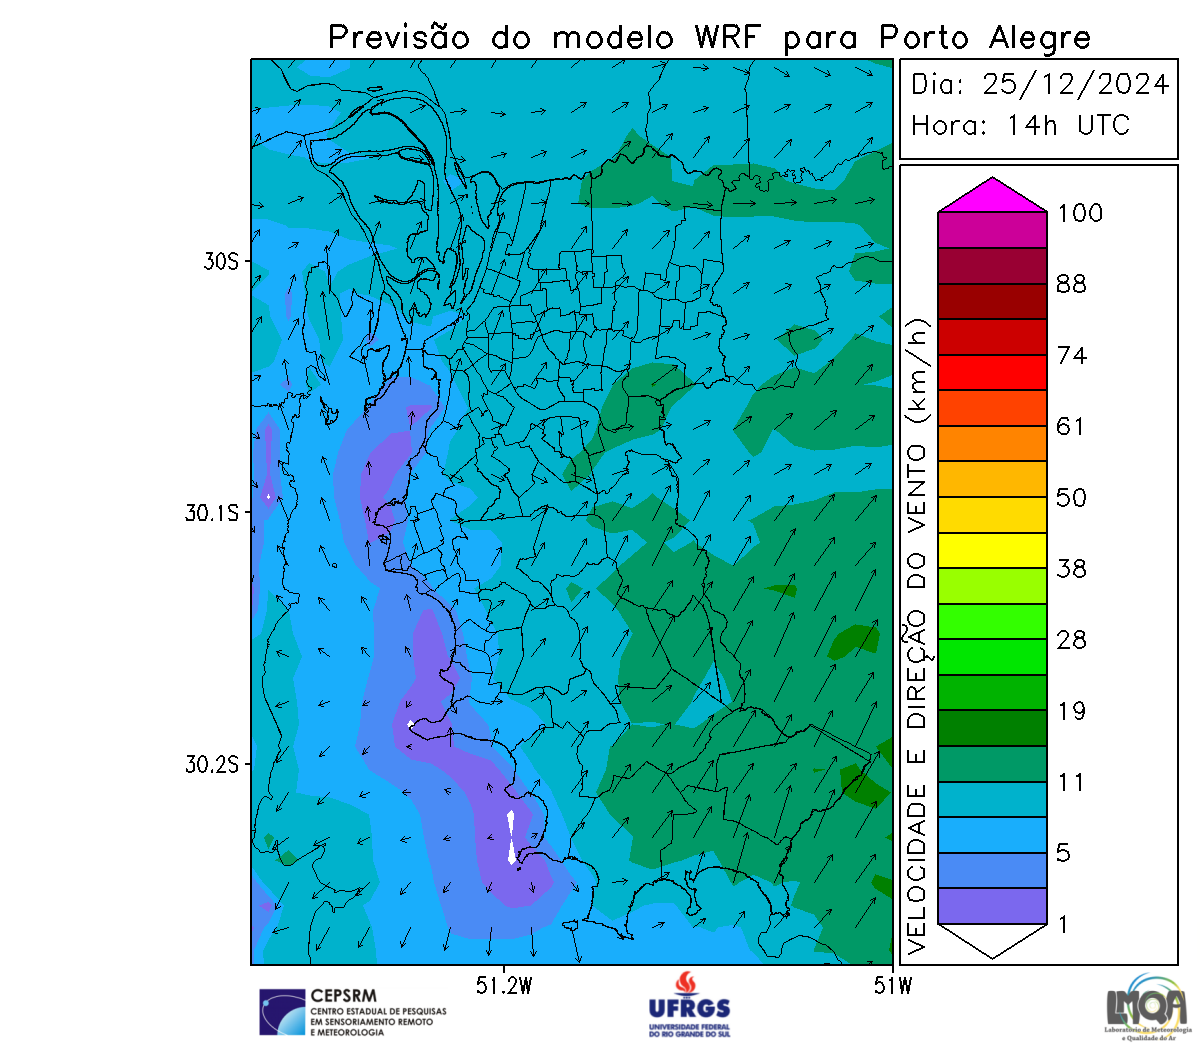 Previsão do modelo WRF para Porto Alegre
Dia: 25/12/2024
Hora: 14h UTC
30S
30.1S
30.2S
51.2W
51W
VELOCIDADE E DIREÇÃO DO VENTO (km/h)
100
88
74
61
50
38
28
19
11
5
1
CEPSRM
CENTRO ESTADUAL DE PESQUISAS
EM SENSORIAMENTO REMOTO
E METEOROLOGIA
UFRGS
UNIVERSIDADE FEDERAL
DO RIO GRANDE DO SUL
LMQA
Laboratório de Meteorologia
e Qualidade do Ar